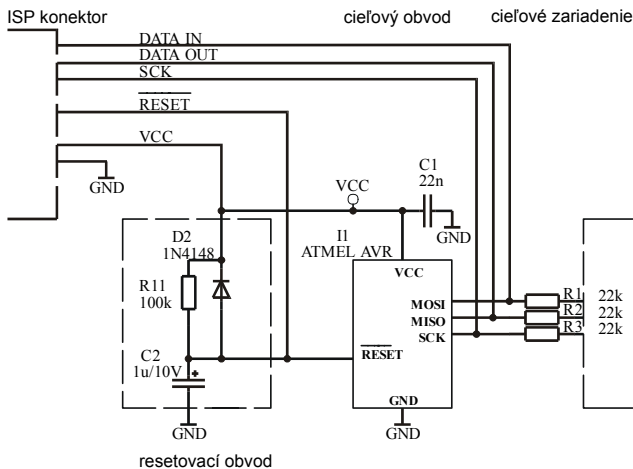 ISP konektor
cieľový obvod
cieľové zariadenie
DATA IN
DATA OUT
SCK
RESET
VCC
GND
C1
22n
VCC
GND
D2
1N4148
I1
ATMEL AVR
VCC
R11
100k
MOSI
MISO
SCK
R1
22k
R2
22k
R3
22k
RESET
C2
1u/10V
+
GND
GND
GND
resetovací obvod